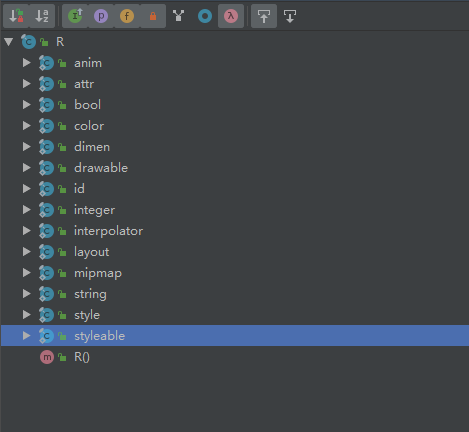 R
anim
attr
bool
color
dimen
drawable
id
integer
interpolator
layout
mipmap
string
style
styleable
R()